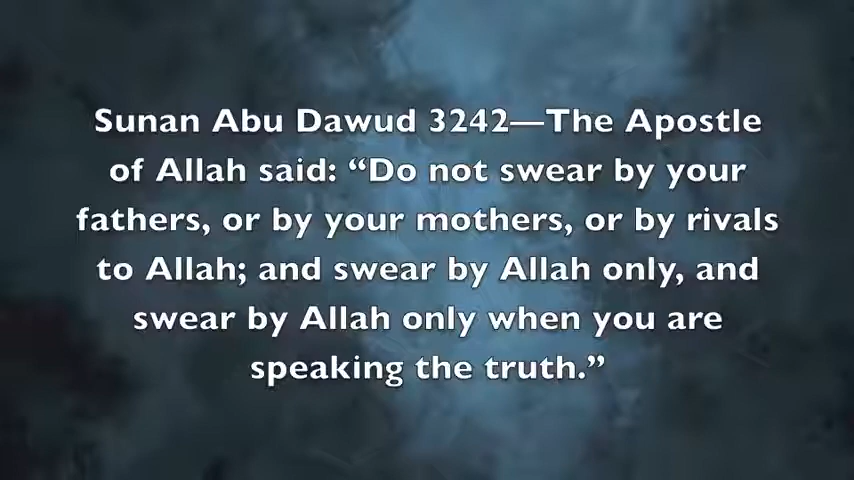 Sunan Abu Dawud 3242—The Apostle
of Allah said: “Do not swear by your
fathers, or by your mothers, or by rivals
to Allah; and swear by Allah only, and
swear by Allah only when you are
speaking the truth.”